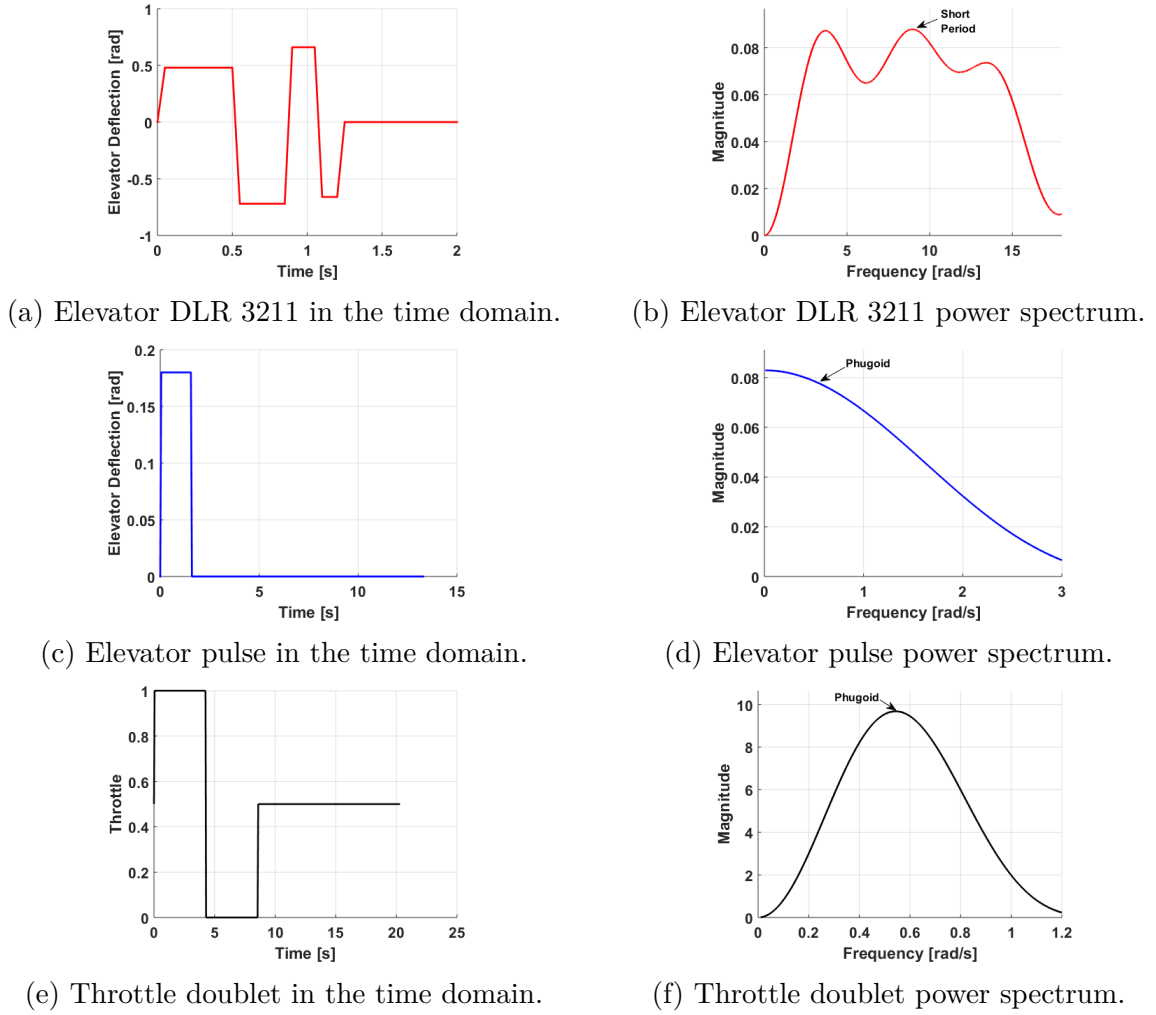 1
0.5
0
-0.5
-1
Elevator Deflection [rad]
0 0.5 1 1.5 2
Time [s]
0.08
0.06
0.04
0.02
0
Magnitude
Short
Period
0 5 10 15
Frequency [rad/s]
(a) Elevator DLR 3211 in the time domain.
(b) Elevator DLR 3211 power spectrum.
0.2
0.15
0.1
0.05
0
Elevator Deflection [rad]
0 5 10 15
Time [s]
0.08
0.06
0.04
0.02
0
Magnitude
Phugoid
0 1 2 3
Frequency [rad/s]
(c) Elevator pulse in the time domain.
(d) Elevator pulse power spectrum.
1
0.8
0.6
0.4
0.2
0
Throttle
0 5 10 15 20 25
Time [s]
10
8
6
4
2
0
Magnitude
Phugoid
0 0.2 0.4 0.6 0.8 1 1.2
Frequency [rad/s]
(e) Throttle doublet in the time domain.
(f) Throttle doublet power spectrum.